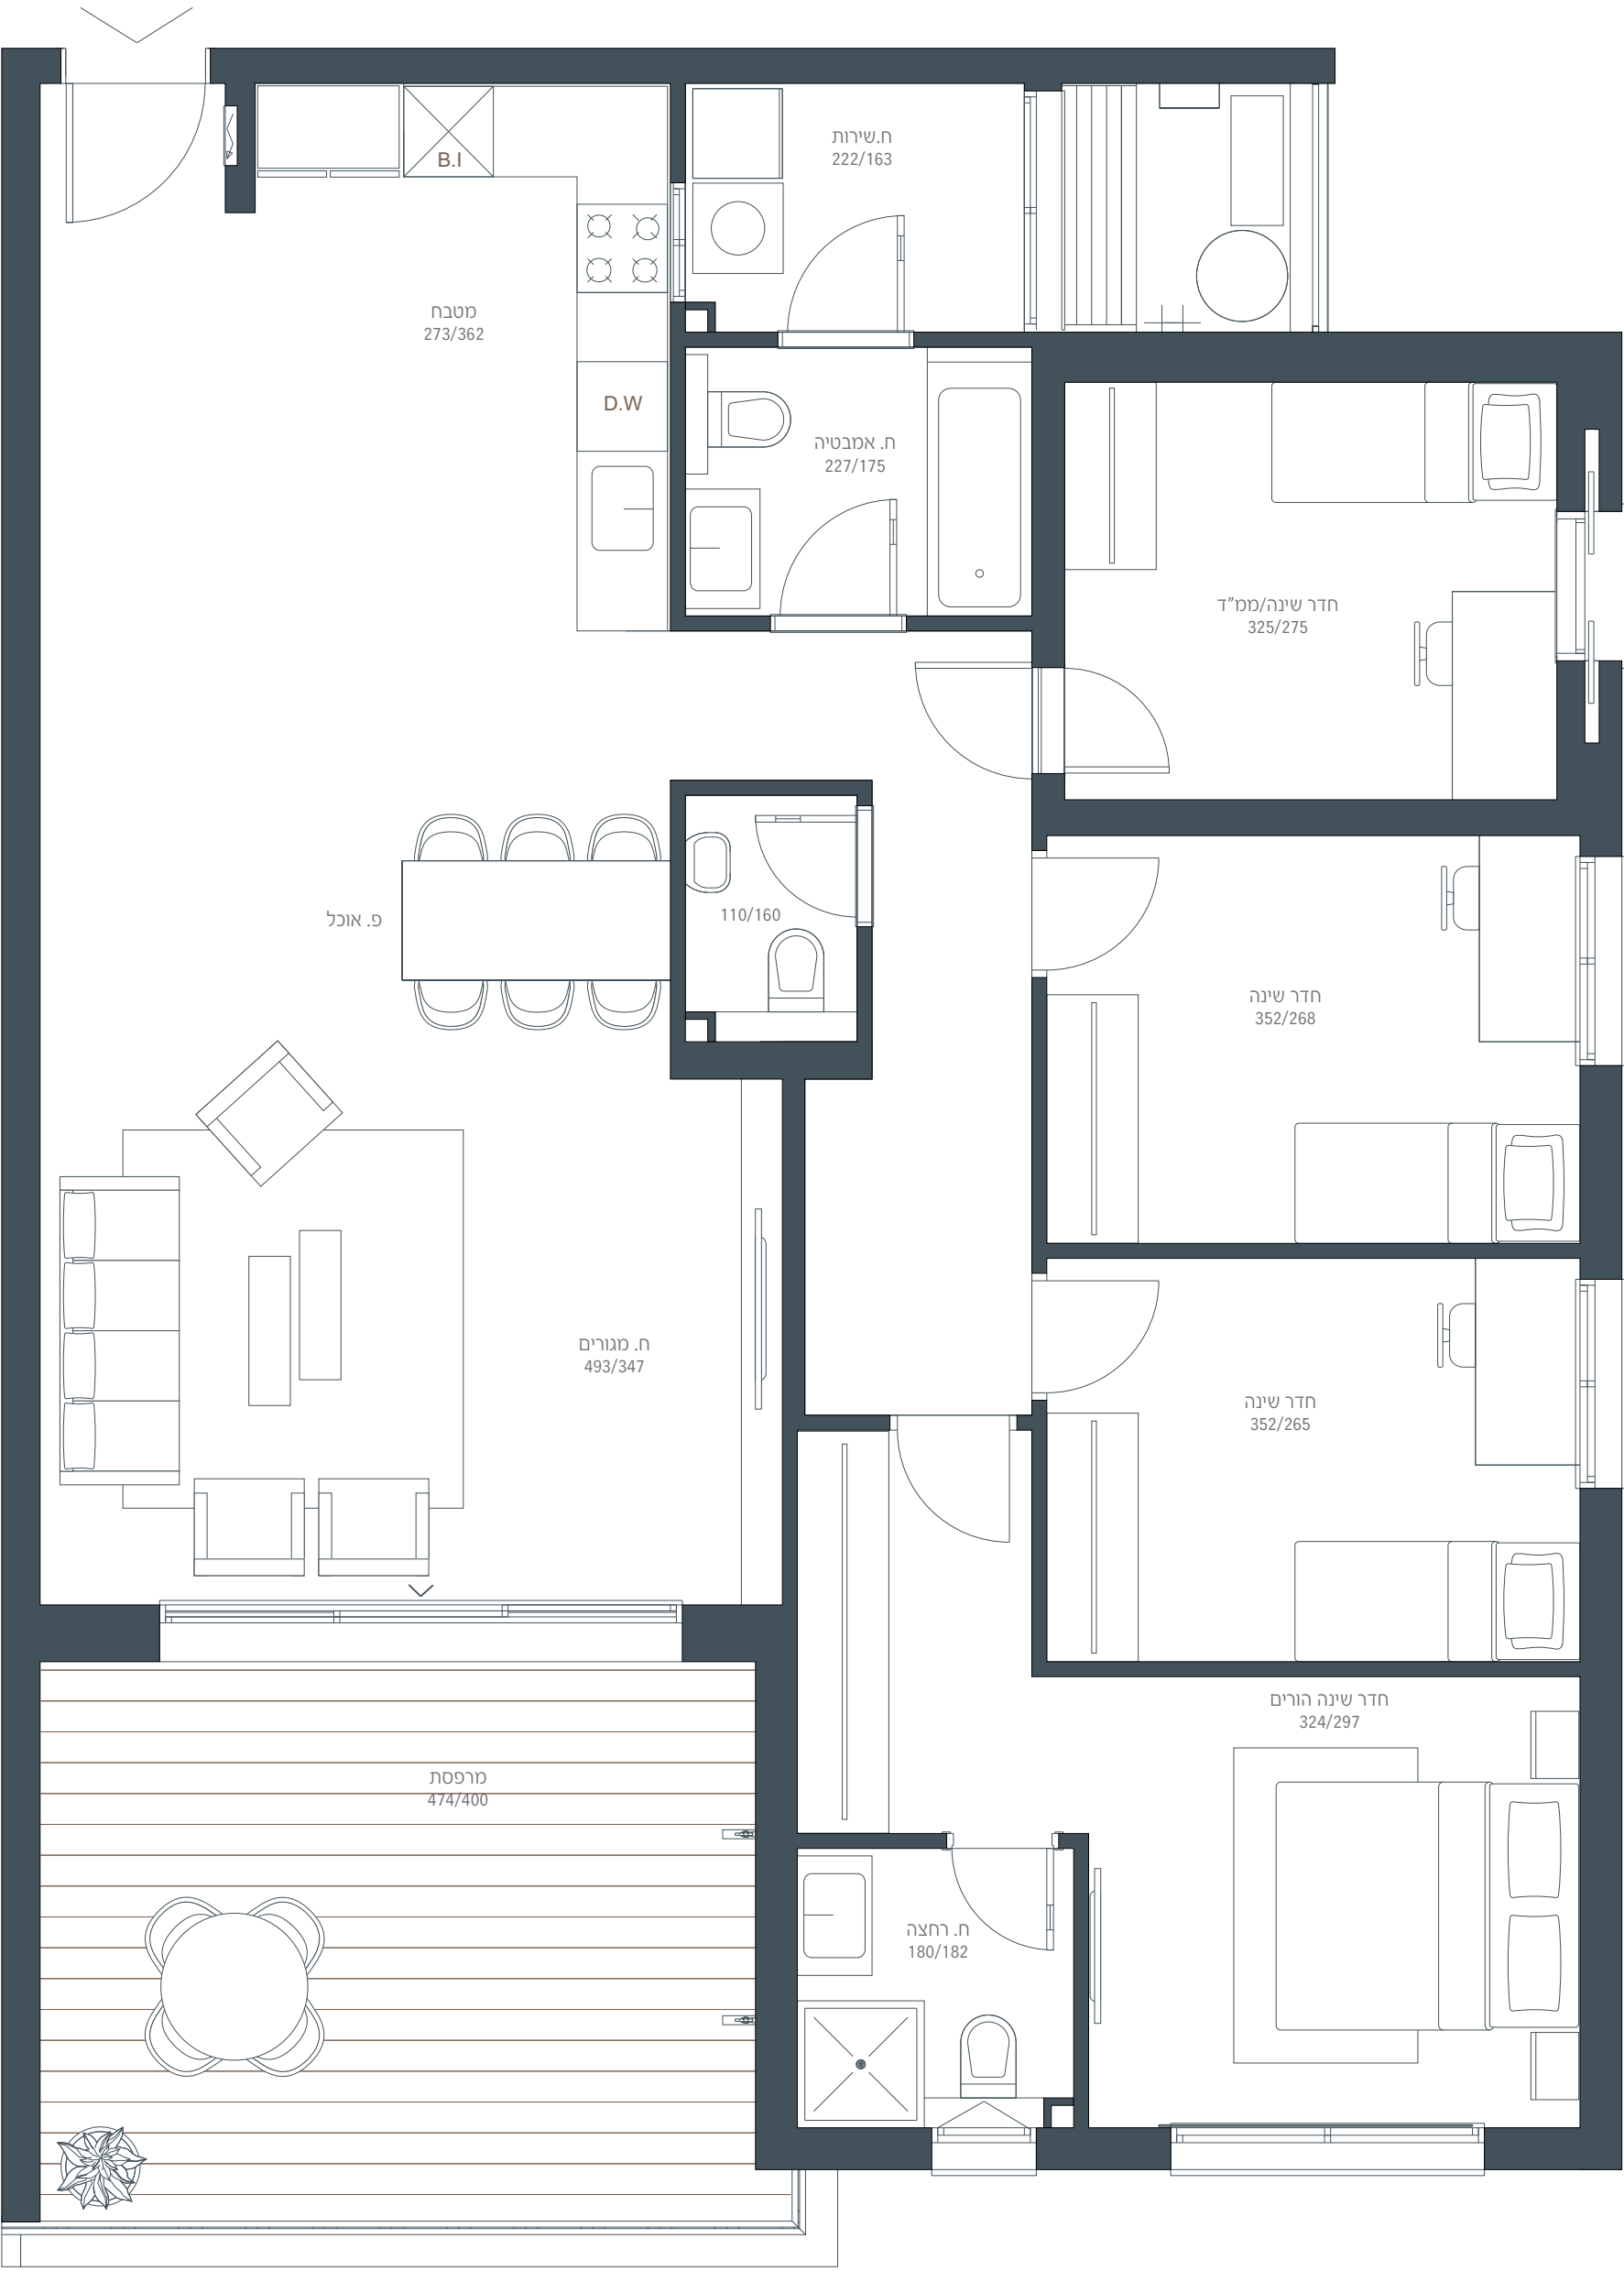 ח.שירות
222/163
B.I
מטבח
273/362
D.W
ח. אמבטיה
227/175
חדר שינה/ממ"ד
325/275
פ. אוכל
110/160
חדר שינה
352/268
ח. מגורים
493/347
חדר שינה
352/265
חדר שינה הורים
324/297
מרפסת
474/400
ח. רחצה
180/182